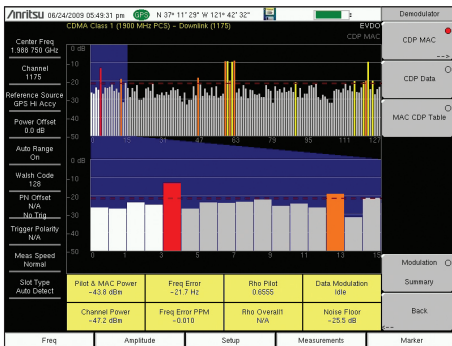 Anritsu 06/24/2009 05:49:31 pm GPS N 37° 11' 29" W 121° 42' 32"
Demodulator
CDMA Class 1 (1900 MHz PCS) - Downlink (1175) EVDO
CDP MAC
Center Freq
1.988 750 GHz
Channel
1175
Reference Source
GPS Hi Accy
Power Offset
0.0 dB
Auto Range
On
Walsh Code
128
PN Offset
N/A
No Trig
Trigger Polarity
N/A
Meas Speed
Normal
Slot Type
Auto Detect
0 dB
-10
-20
-30
-40
-50
0 15 31 47 63 79 95 111 127
0 dB
-10
-20
-30
-40
-50
0 1 3 5 7 9 11 13 15
Pilot & MAC Power
-43.8 dBm
Freq Error
-21.7 Hz
Rho Pilot
0.6555
Data Modulation
Idle
Channel Power
-47.2 dBm
Freq Error PPM
-0.010
Rho Overall1
N/A
Noise Floor
-25.5 dB
CDP MAC
-->
CDP Data
MAC CDP Table
Modulation
Summary
Back
<--
Freq Amplitude Setup Measurements Marker